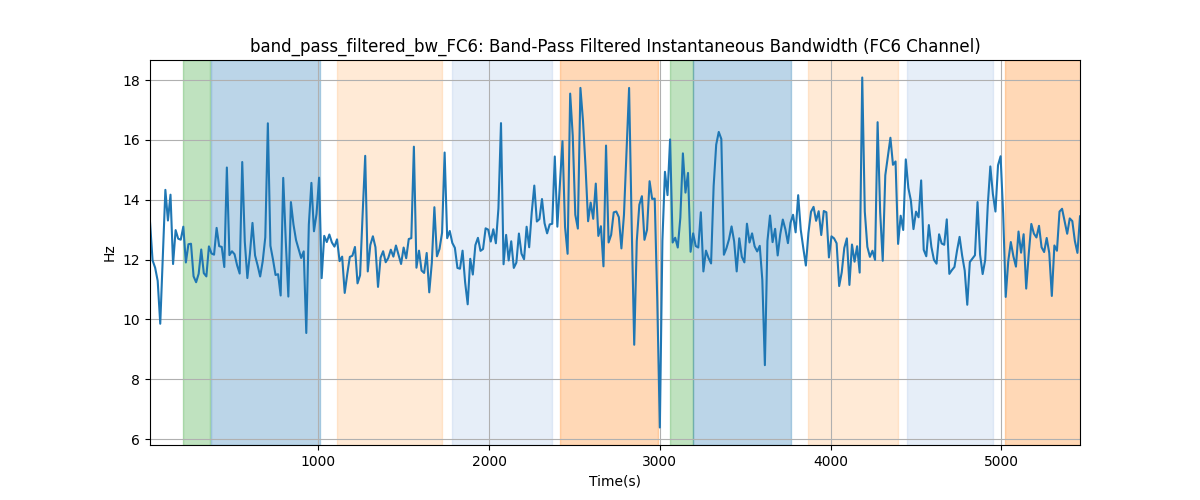 band_pass_filtered_bw_FC6: Band-Pass Filtered Instantaneous Bandwidth (FC6 Channel)
18
16
14
12
10
8
6
Hz
1000 2000 3000 4000 5000
Time(s)